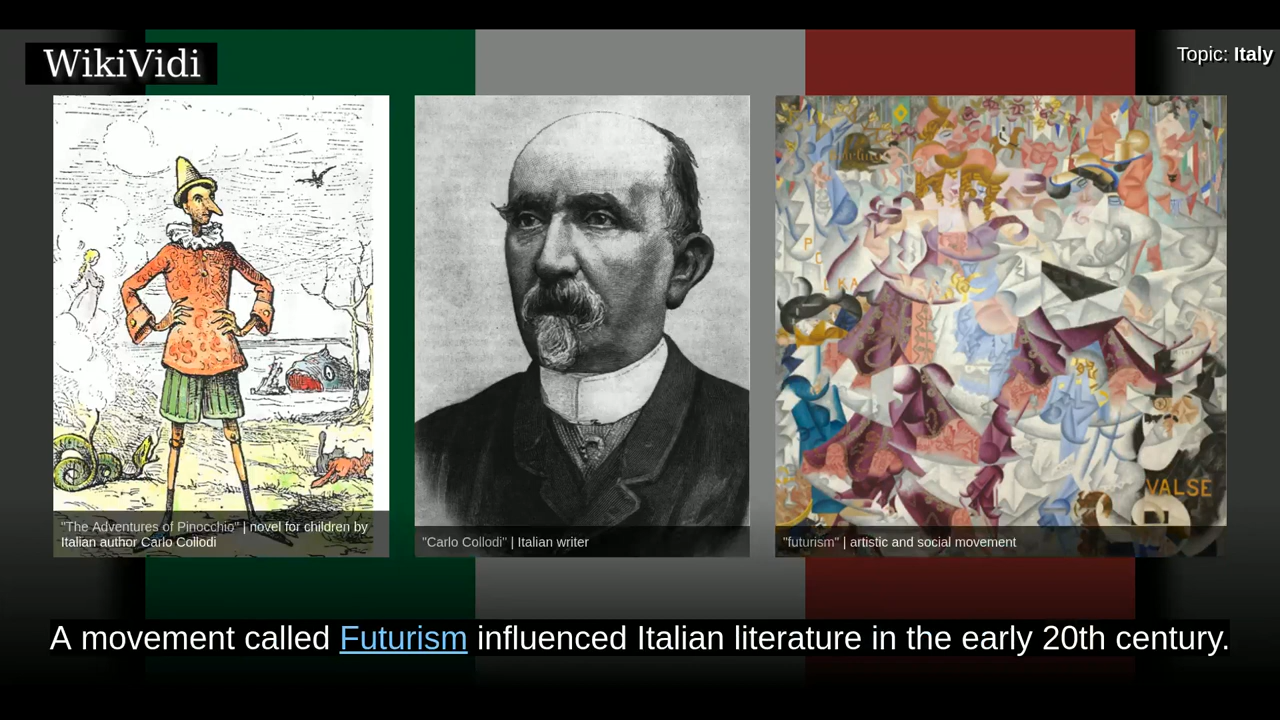 WikiVidi
Topic: Italy
"The Adventures of Pinocchio" | novel for children by
Italian author Carlo Collodi
"Carlo Collodi" | Italian writer
VALSE
"futurism" | artistic and social movement
A movement called Futurism influenced Italian literature in the early 20th century.